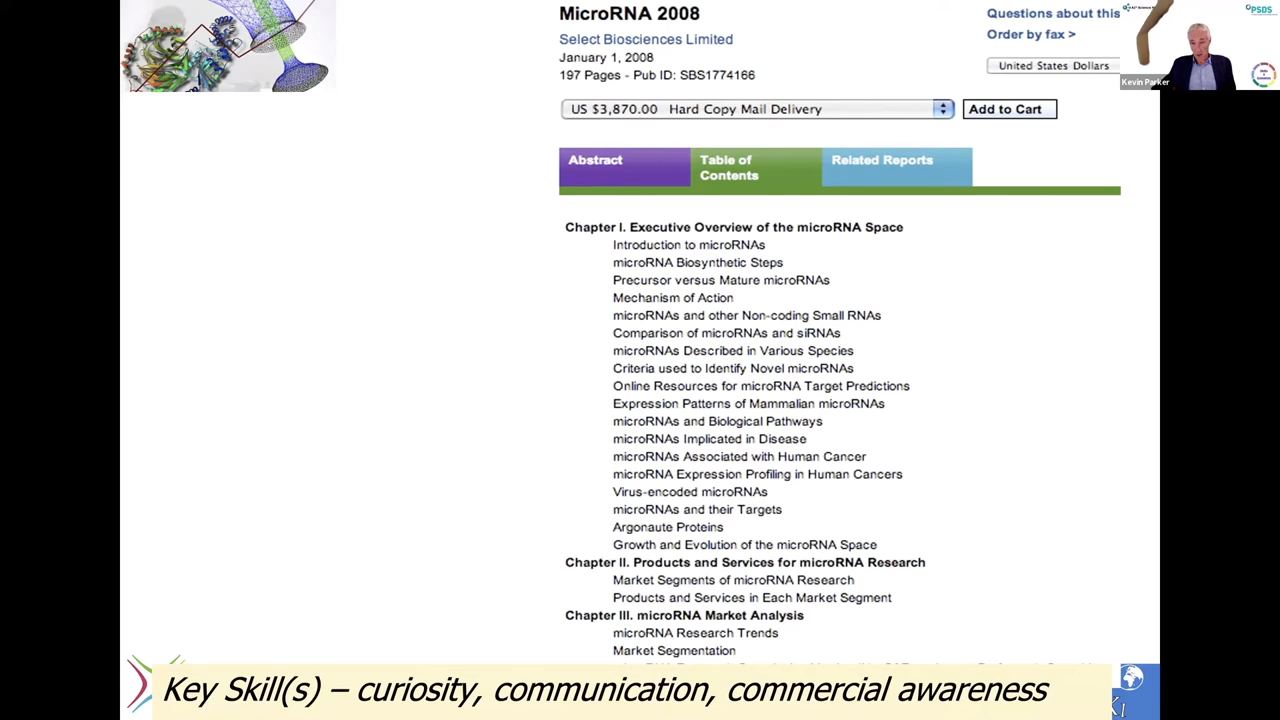 MicroRNA 2008
Select Biosciences Limited
January 1, 2008
197 Pages - Pub ID: SBS1774166
Questions about this
Order by fax >
United States Dollars
Kevin Parker
PSDS
US $3,870.00 Hard Copy Mail Delivery
Add to Cart
Abstract
Table of
Contents
Related Reports
Chapter I. Executive Overview of the microRNA Space
Introduction to microRNAs
microRNA Biosynthetic Steps
Precursor versus Mature microRNAs
Mechanism of Action
microRNAs and other Non-coding Small RNAs
Comparison of microRNAs and siRNAs
microRNAs Described in Various Species
Criteria used to Identify Novel microRNAs
Online Resources for microRNA Target Predictions
Expression Patterns of Mammalian microRNAs
microRNAs and Biological Pathways
microRNAs Implicated in Disease
microRNAs Associated with Human Cancer
microRNA Expression Profiling in Human Cancers
Virus-encoded microRNAs
microRNAs and their Targets
Argonaute Proteins
Growth and Evolution of the microRNA Space
Chapter II. Products and Services for microRNA Research
Market Segments of microRNA Research
Products and Services in Each Market Segment
Chapter III. microRNA Market Analysis
microRNA Research Trends
Market Segmentation
Key Skill(s) – curiosity, communication, commercial awareness